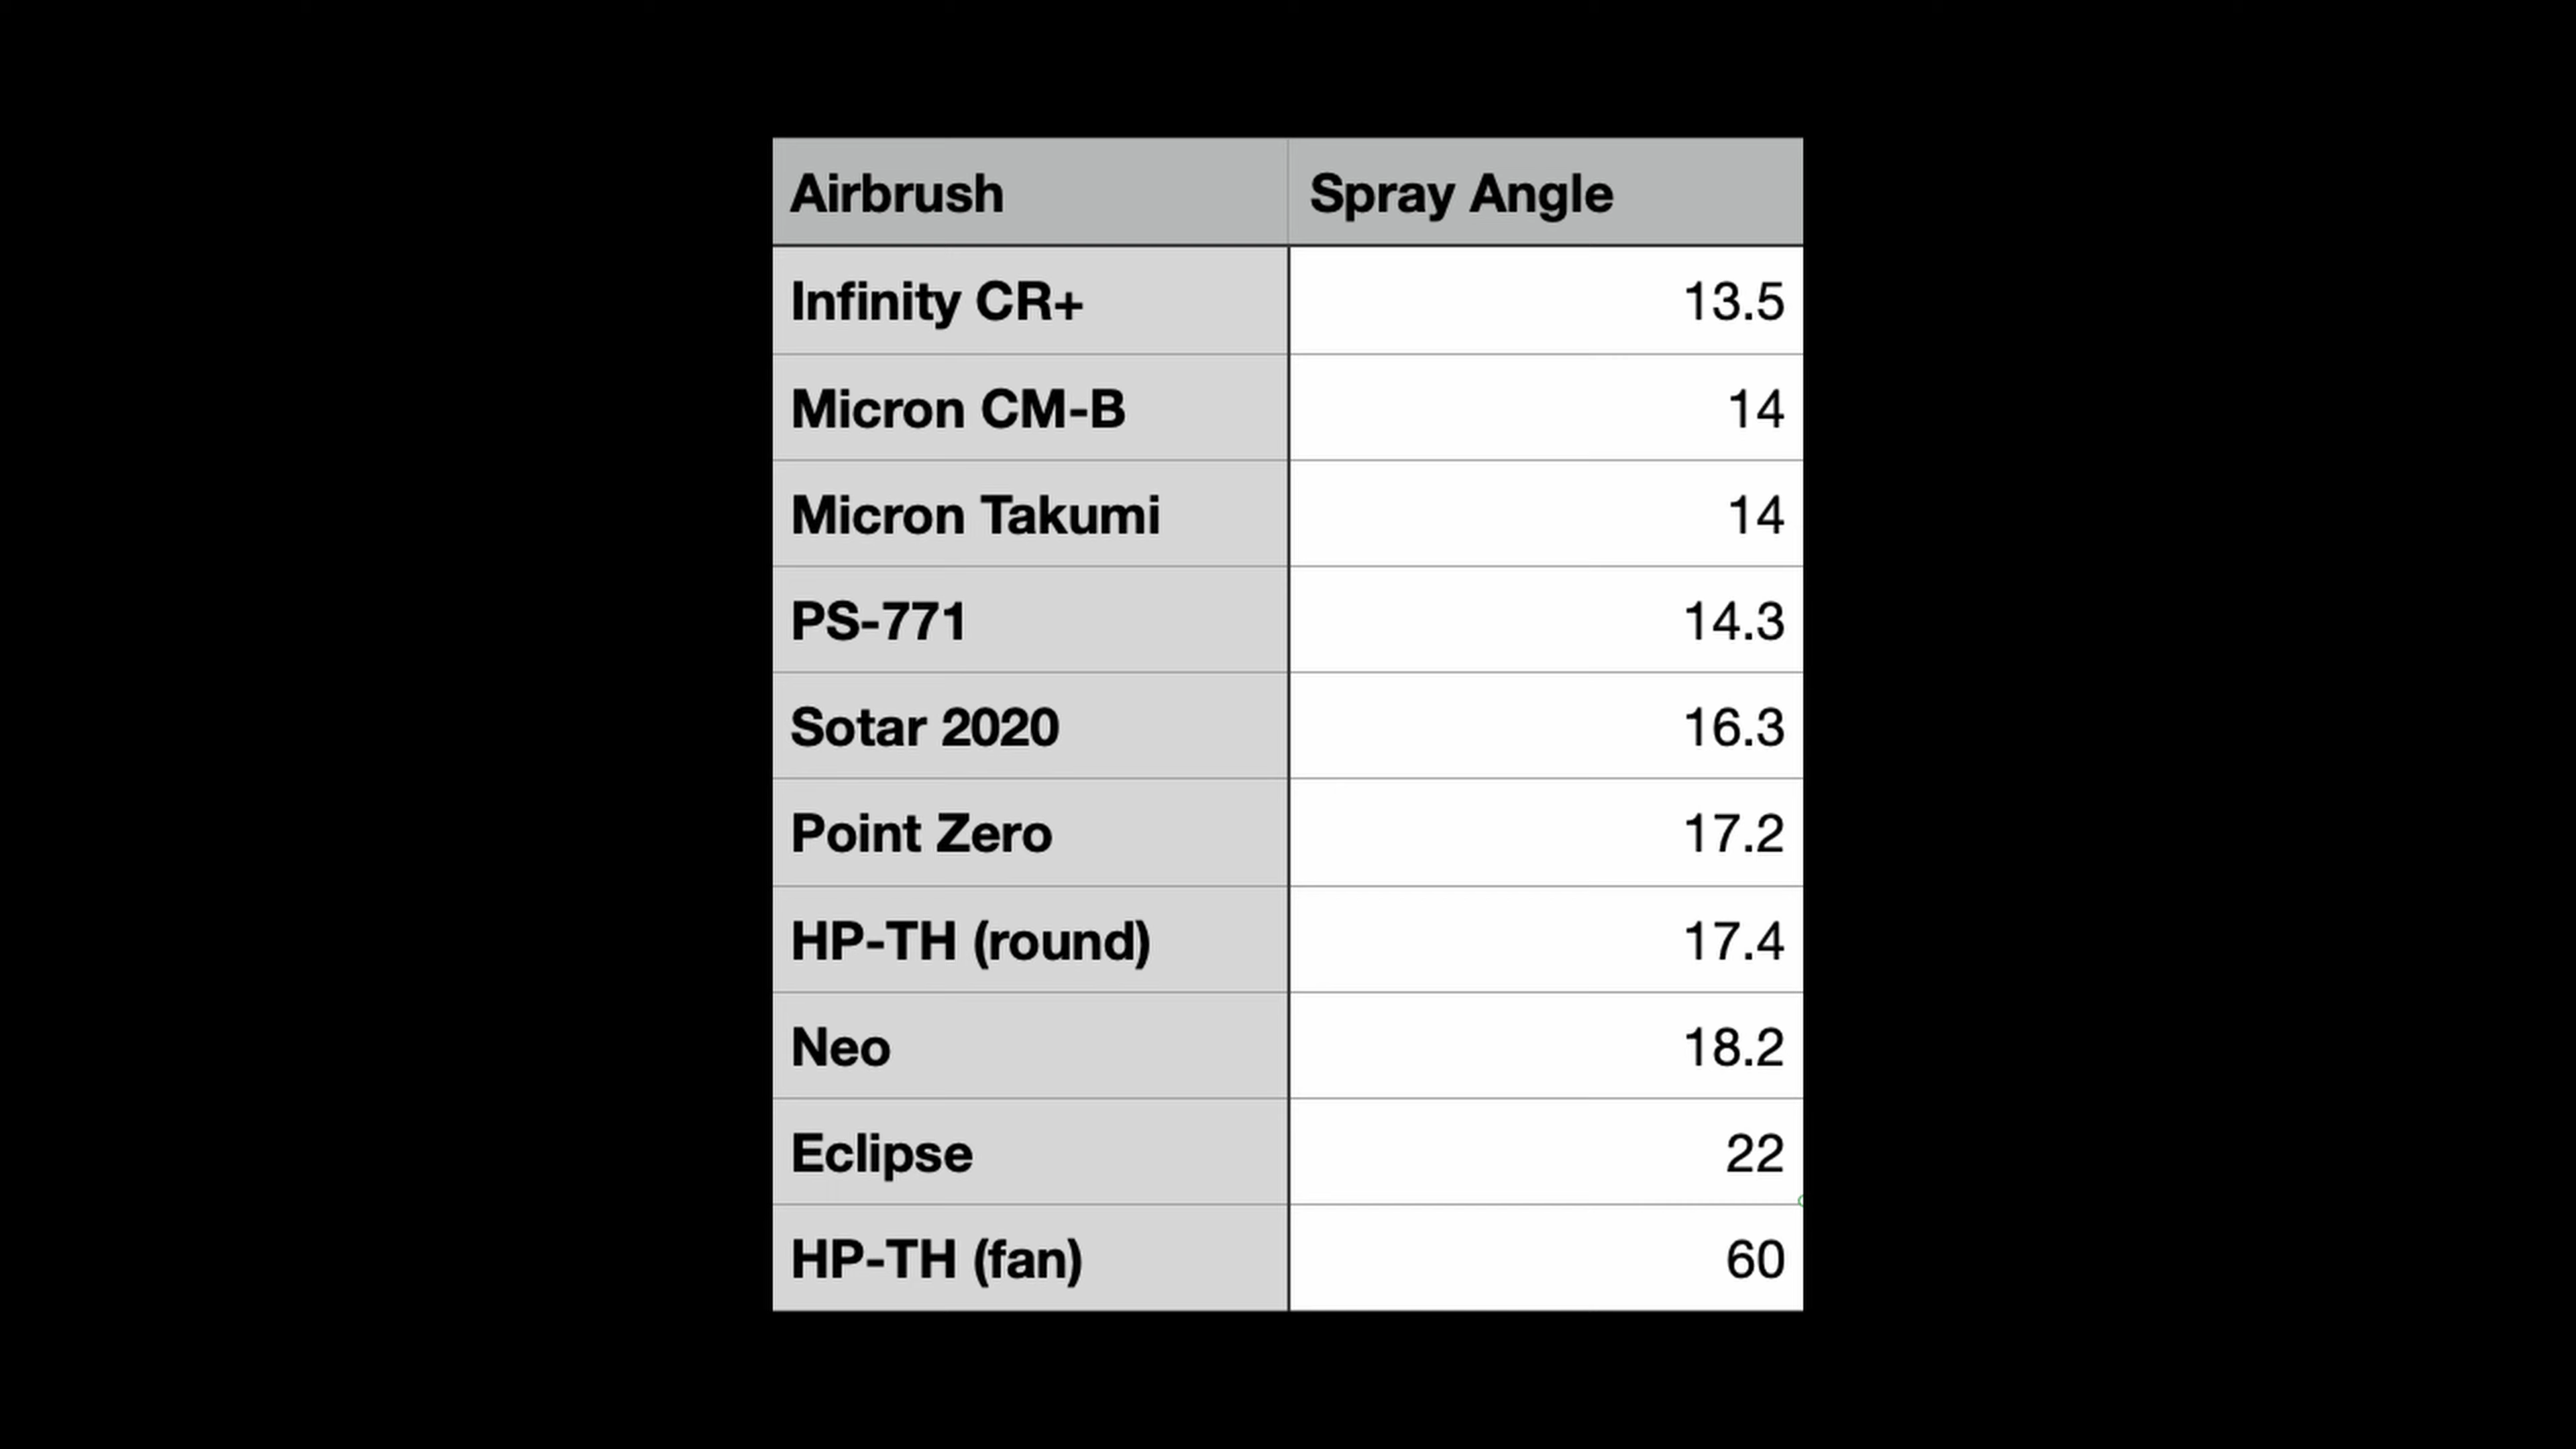 Airbrush Spray Angle
Infinity CR+ 13.5
Micron CM-B 14
Micron Takumi 14
PS-771 14.3
Sotar 2020 16.3
Point Zero 17.2
HP-TH (round) 17.4
Neo 18.2
Eclipse 22
HP-TH (fan) 60